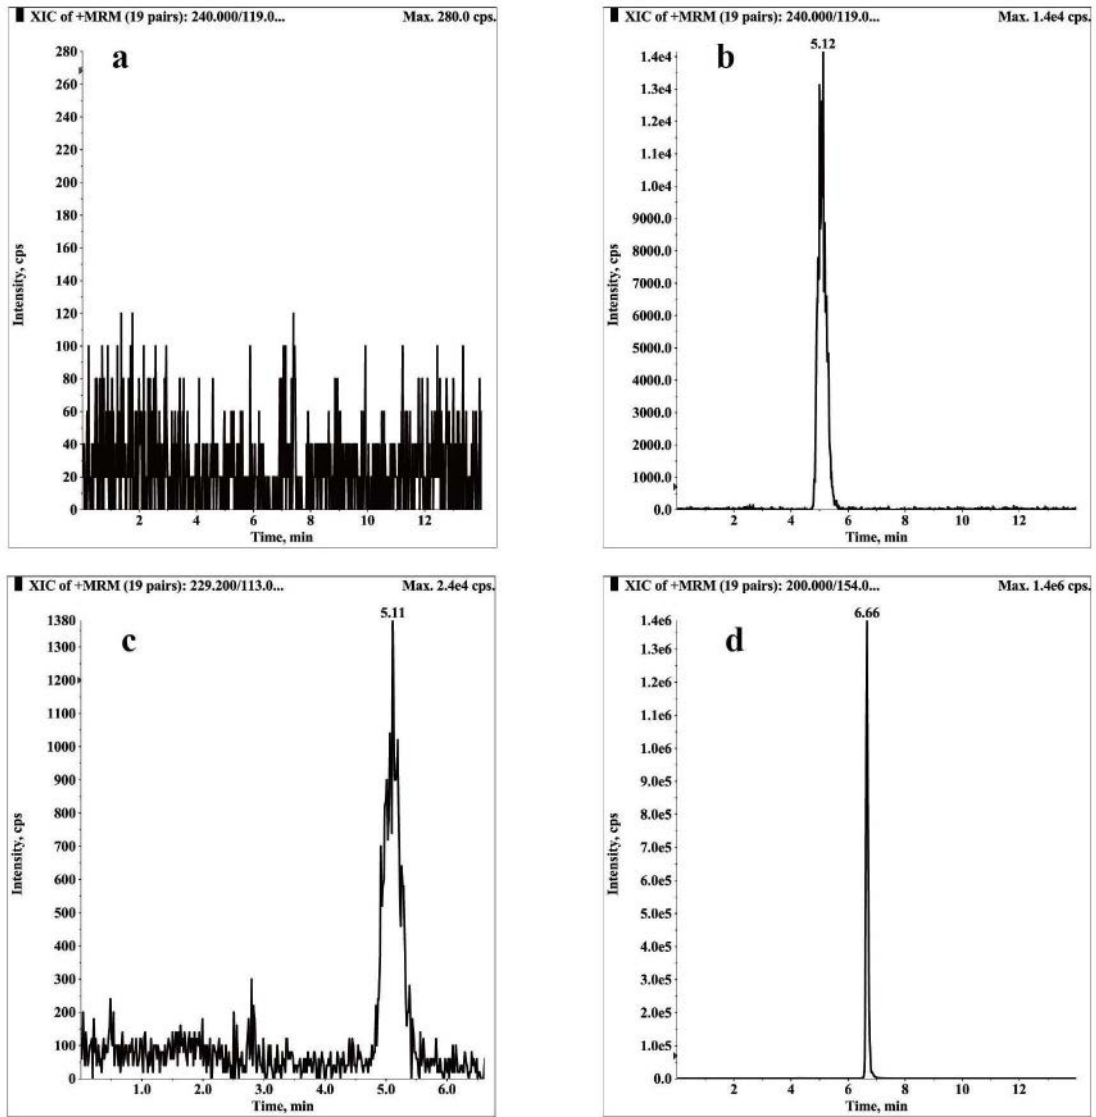 XIC of +MRM (19 pairs): 240.000/119.0... Max. 280.0 cps.
a
280
260
240
220
200
180
160
140
120
100
80
60
40
20
0
Intensity, cps
2 4 6 8 10 12
Time, min
XIC of +MRM (19 pairs): 240.000/119.0... Max. 1.4e4 cps.
b
5.12
1.4e4
1.3e4
1.2e4
1.1e4
1.0e4
9000.0
8000.0
7000.0
6000.0
5000.0
4000.0
3000.0
2000.0
1000.0
0.0
Intensity, cps
2 4 6 8 10 12
Time, min
XIC of +MRM (19 pairs): 229.200/113.0... Max. 2.4e4 cps.
c
5.11
1380
1300
1200
1100
1000
900
800
700
600
500
400
300
200
100
0
Intensity, cps
1.0 2.0 3.0 4.0 5.0 6.0
Time, min
XIC of +MRM (19 pairs): 200.000/154.0... Max. 1.4e6 cps.
d
6.66
1.4e6
1.3e6
1.2e6
1.1e6
1.0e6
9.0e5
8.0e5
7.0e5
6.0e5
5.0e5
4.0e5
3.0e5
2.0e5
1.0e5
0.0
Intensity, cps
2 4 6 8 10 12
Time, min